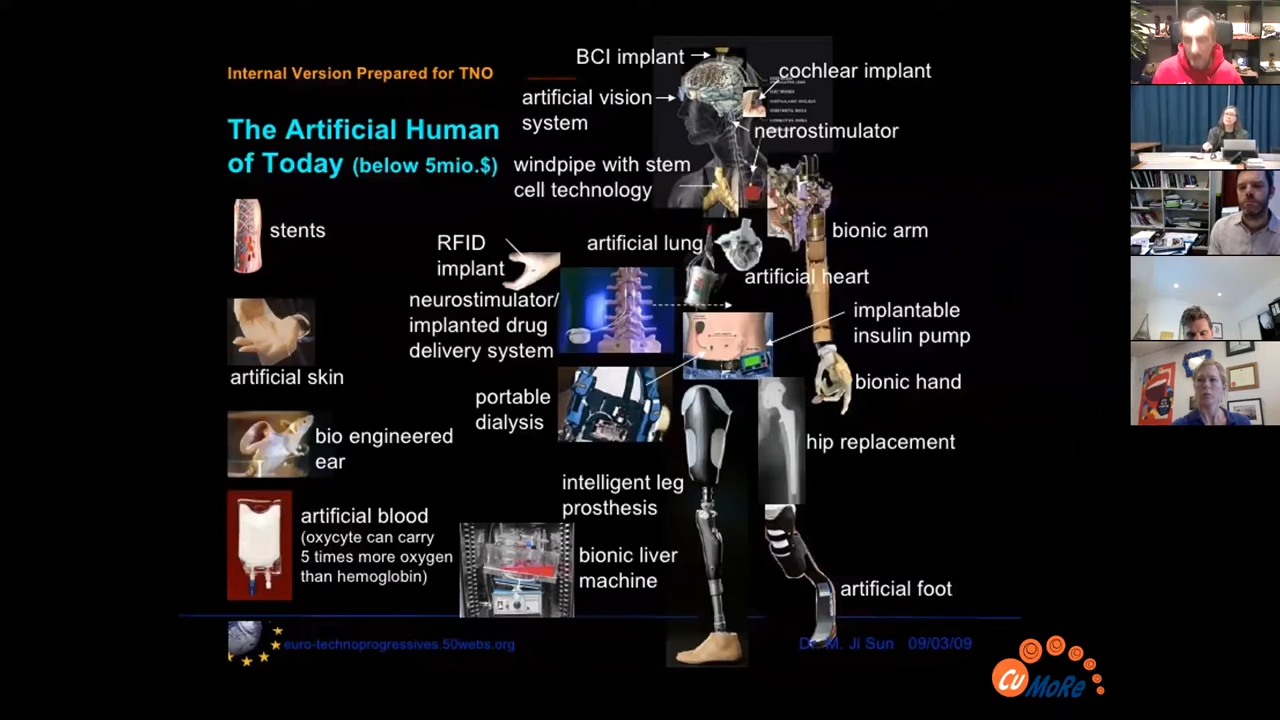 Internal Version Prepared for TNO
The Artificial Human
of Today (below 5mio.$)
BCI implant
cochlear implant
artificial vision
system
neurostimulator
windpipe with stem
cell technology
stents
RFID
implant
artificial lung
bionic arm
artificial heart
neurostimulator/
implanted drug
delivery system
implantable
insulin pump
artificial skin
portable
dialysis
bionic hand
bio engineered
ear
hip replacement
intelligent leg
prosthesis
artificial blood
(oxycyte can carry
5 times more oxygen
than hemoglobin)
bionic liver
machine
artificial foot
euro-technoprogressives.50webs.org
M. Ji Sun 09/03/09
CUMoRe